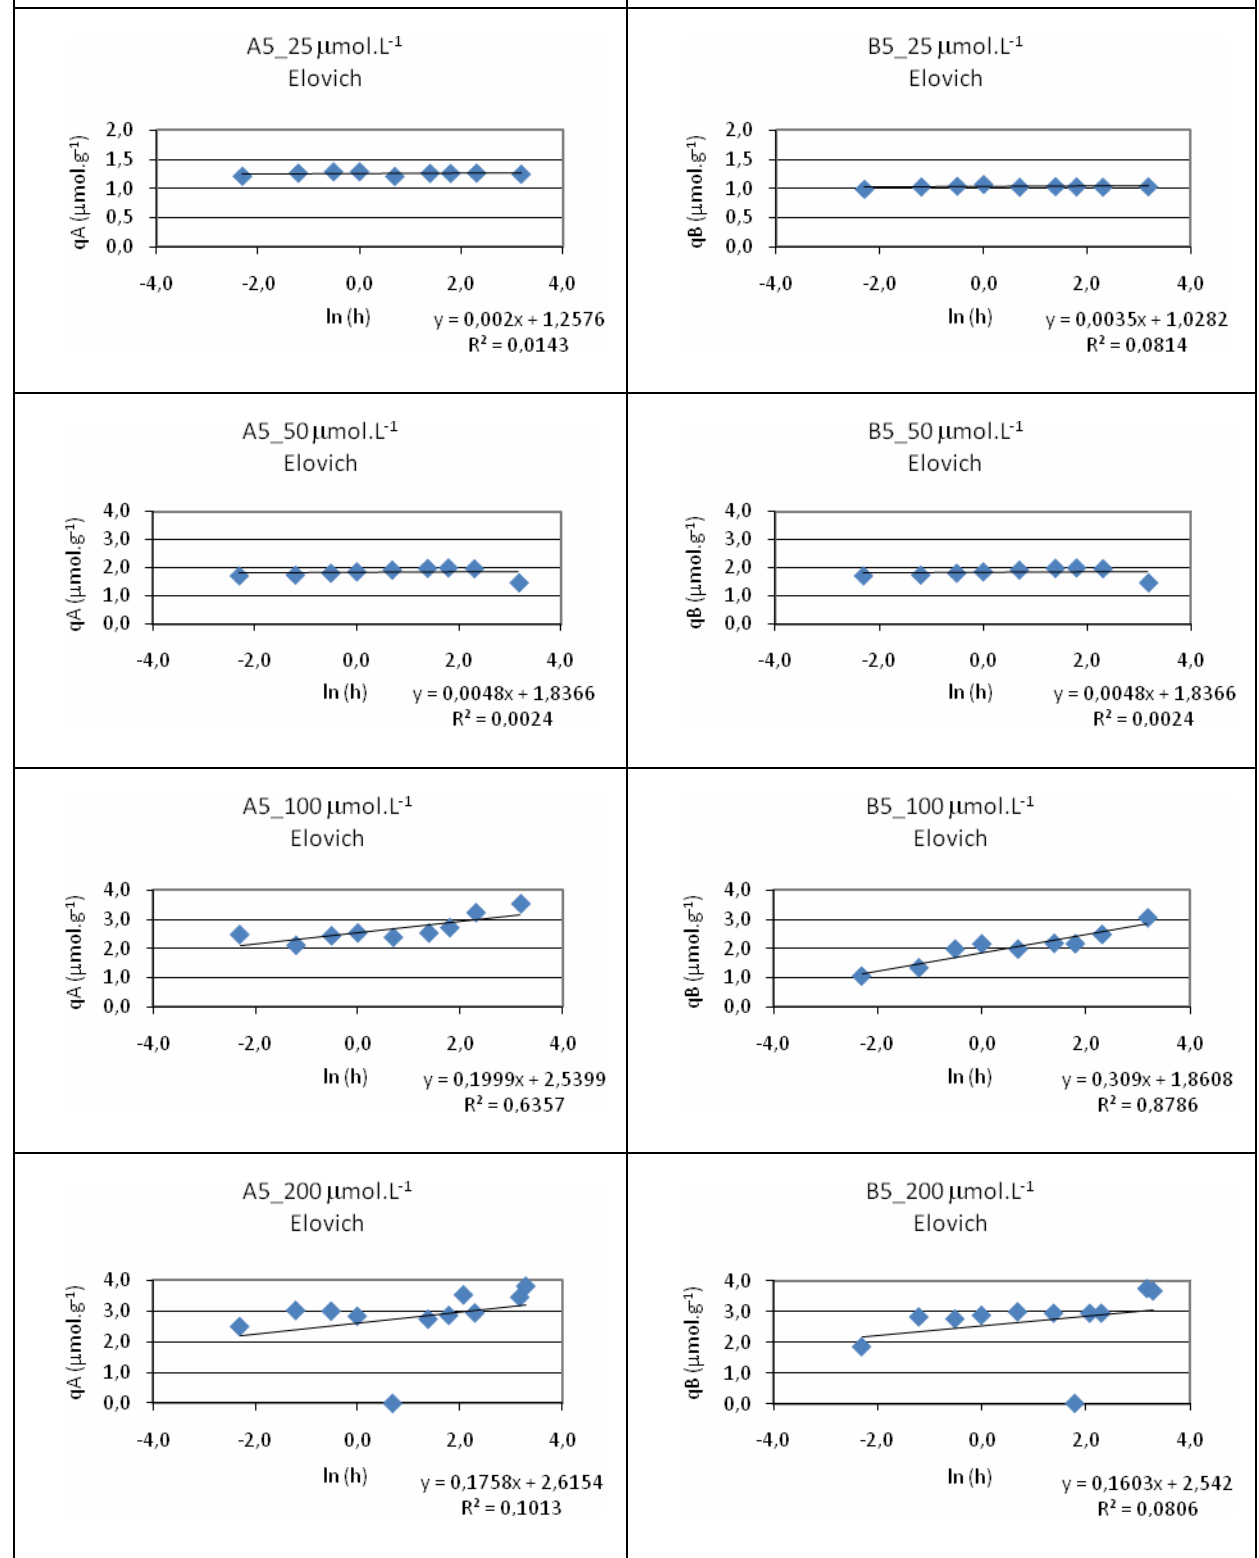 A5_25 µmol.L-1
Elovich
qA (µmol.g-1)
2,0
1,5
1,0
0,5
0,0
-4,0 -2,0 0,0 2,0 4,0
ln (h)
y = 0,002x + 1,2576
R² = 0,0143
B5_25 µmol.L-1
Elovich
qB (µmol.g-1)
2,0
1,5
1,0
0,5
0,0
-4,0 -2,0 0,0 2,0 4,0
ln (h)
y = 0,0035x + 1,0282
R² = 0,0814
A5_50 µmol.L-1
Elovich
qA (µmol.g-1)
4,0
3,0
2,0
1,0
0,0
-4,0 -2,0 0,0 2,0 4,0
ln (h)
y = 0,0048x + 1,8366
R² = 0,0024
B5_50 µmol.L-1
Elovich
qB (µmol.g-1)
4,0
3,0
2,0
1,0
0,0
-4,0 -2,0 0,0 2,0 4,0
ln (h)
y = 0,0048x + 1,8366
R² = 0,0024
A5_100 µmol.L-1
Elovich
qA (µmol.g-1)
4,0
3,0
2,0
1,0
0,0
-4,0 -2,0 0,0 2,0 4,0
ln (h)
y = 0,1999x + 2,5399
R² = 0,6357
B5_100 µmol.L-1
Elovich
qB (µmol.g-1)
4,0
3,0
2,0
1,0
0,0
-4,0 -2,0 0,0 2,0 4,0
ln (h)
y = 0,309x + 1,8608
R² = 0,8786
A5_200 µmol.L-1
Elovich
qA (µmol.g-1)
4,0
3,0
2,0
1,0
0,0
-4,0 -2,0 0,0 2,0 4,0
ln (h)
y = 0,1758x + 2,6154
R² = 0,1013
B5_200 µmol.L-1
Elovich
qB (µmol.g-1)
4,0
3,0
2,0
1,0
0,0
-4,0 -2,0 0,0 2,0 4,0
ln (h)
y = 0,1603x + 2,542
R² = 0,0806